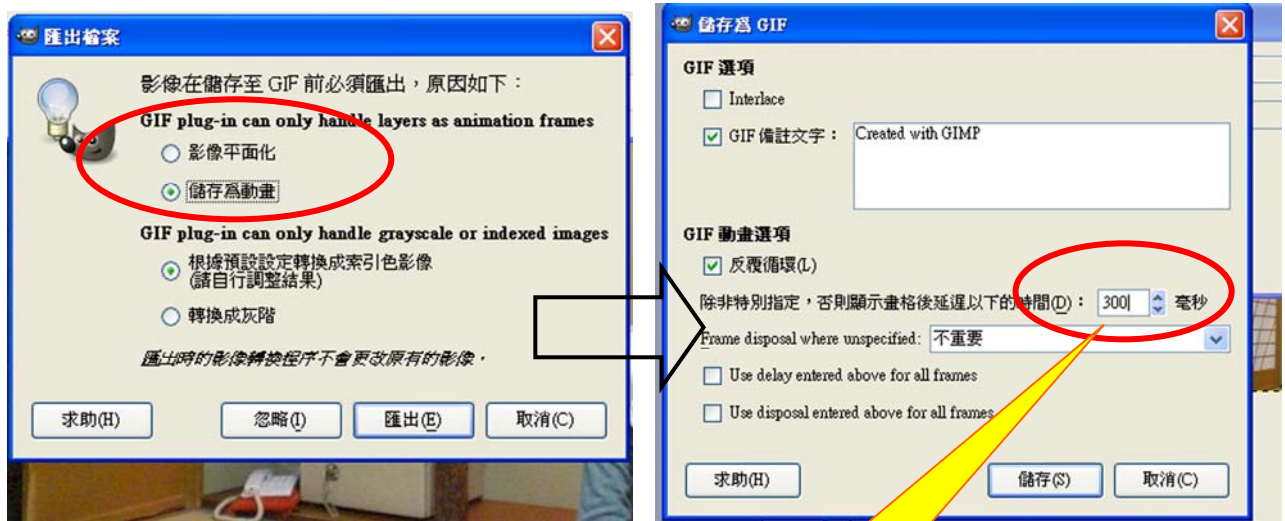 匯出檔案
影像在儲存至 GIF 前必須匯出，原因如下：
GIF plug-in can only handle layers as animation frames
影像平面化
儲存為動畫
GIF plug-in can only handle grayscale or indexed images
根據預設設定轉換成索引色影像
(請自行調整結果)
轉換成灰階
匯出時的影像轉換程序不會更改原有的影像。
求助(H)
忽略(I)
匯出(E)
取消(C)
儲存為 GIF
GIF 選項
Interlace
GIF 備註文字：
Created with GIMP
GIF 動畫選項
反覆循環(L)
除非特別指定，否則顯示畫格後延遲以下的時間(D)： 300 毫秒
Frame disposal where unspecified: 不重要
Use delay entered above for all frames
Use disposal entered above for all frames
求助(H)
儲存(S)
取消(C)